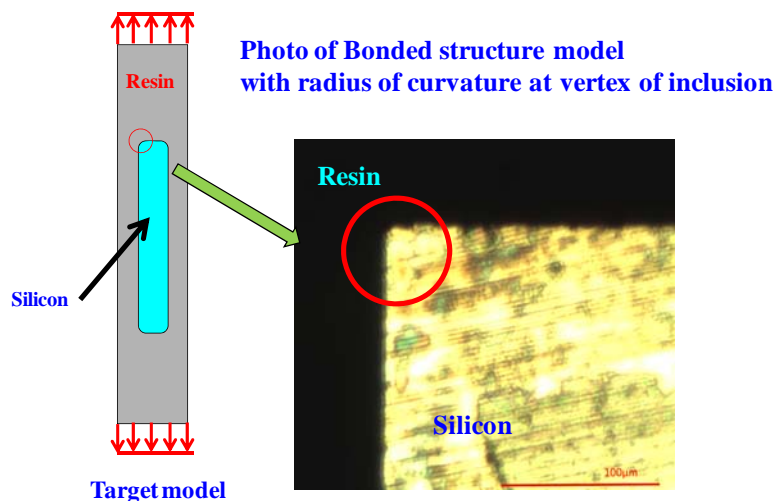 Photo of Bonded structure model
with radius of curvature at vertex of inclusion
Resin
Resin
Silicon
Silicon
100μm
Target model